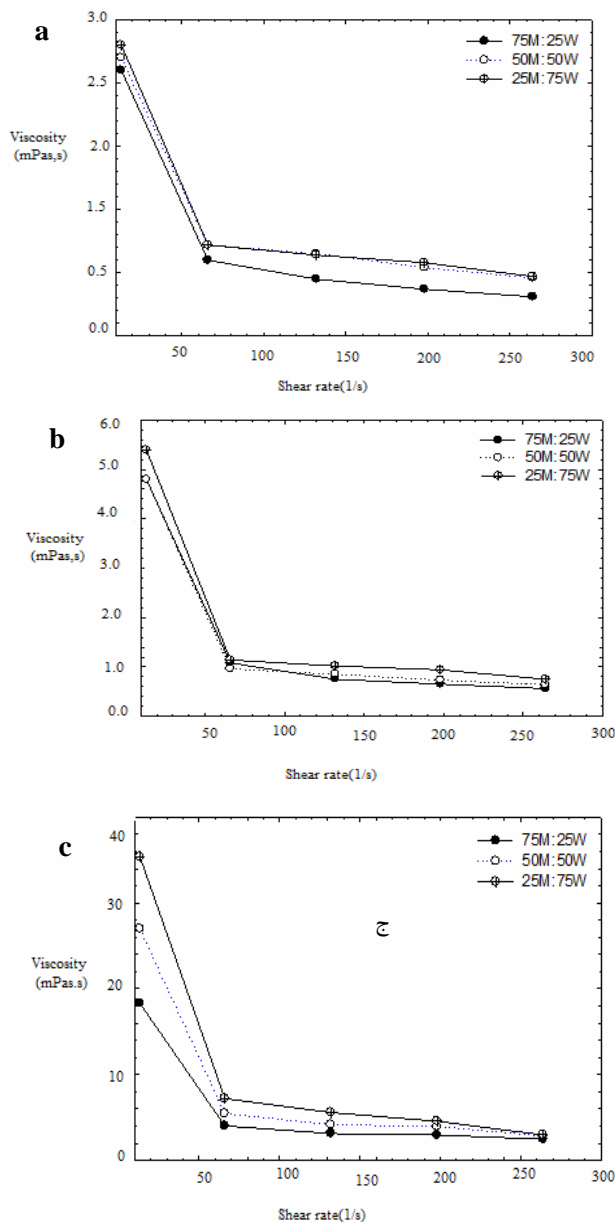 a
3.0
2.5
2.0
1.5
0.5
0.0
Viscosity
(mPas,s)
75M:25W
50M:50W
25M:75W
50 100 150 200 250 300
Shear rate(1/s)
b
6.0
5.0
4.0
3.0
2.0
1.0
0.0
Viscosity
(mPas,s)
75M:25W
50M:50W
25M:75W
50 100 150 200 250 300
Shear rate(1/s)
c
40
30
20
10
0
Viscosity
(mPas.s)
75M:25W
50M:50W
25M:75W
ج
50 100 150 200 250 300
Shear rate(1/s)